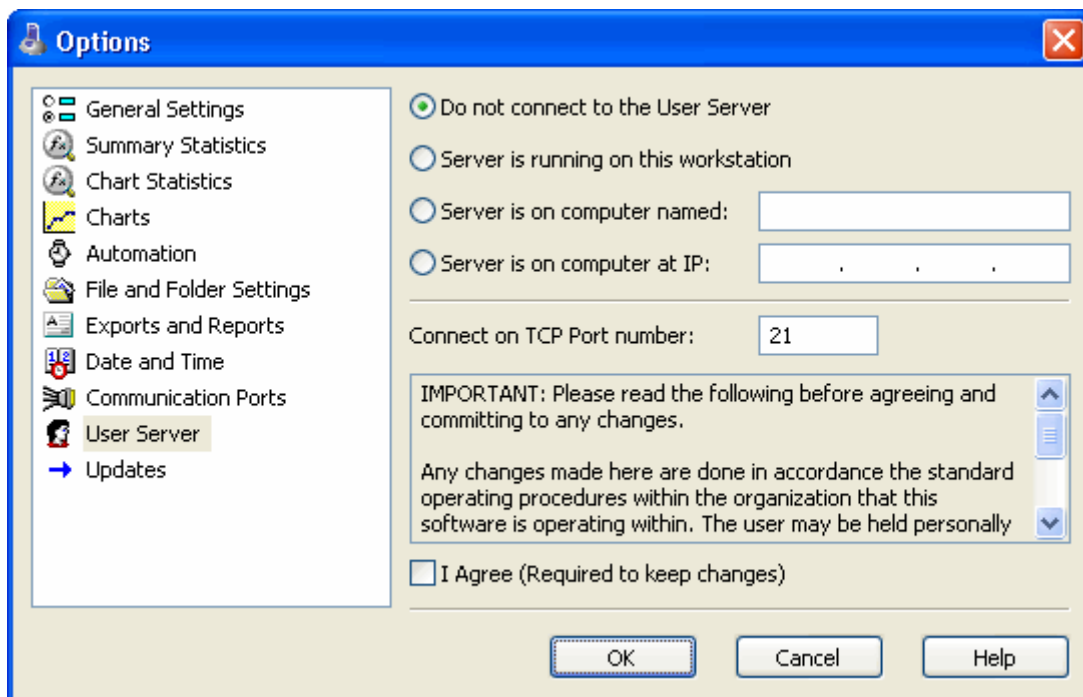 Options
General Settings
Summary Statistics
Chart Statistics
Charts
Automation
File and Folder Settings
Exports and Reports
Date and Time
Communication Ports
User Server
Updates
Do not connect to the User Server
Server is running on this workstation
Server is on computer named:
Server is on computer at IP:
. . .
Connect on TCP Port number: 21
IMPORTANT: Please read the following before agreeing and
committing to any changes.
Any changes made here are done in accordance the standard
operating procedures within the organization that this
software is operating within. The user may be held personally
I Agree (Required to keep changes)
OK
Cancel
Help